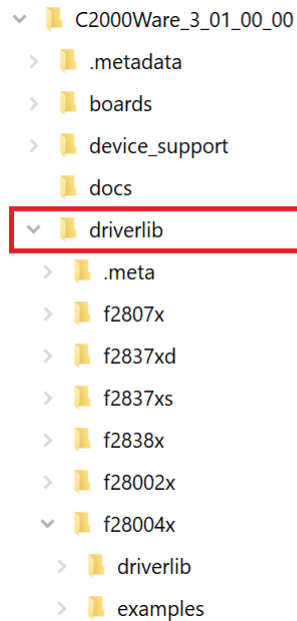 C2000Ware_3_01_00_00
.metadata
boards
device_support
docs
driverlib
.meta
f2807x
f2837xd
f2837xs
f2838x
f28002x
f28004x
driverlib
examples